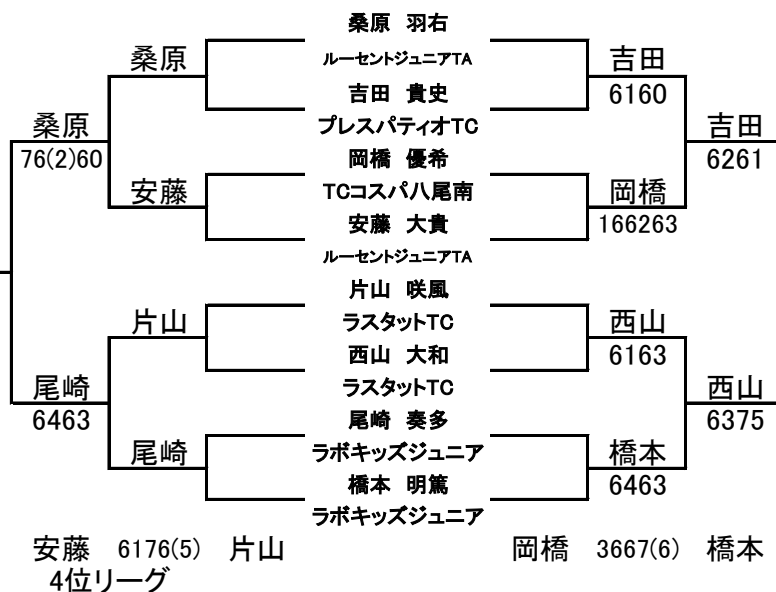 桑原 羽右
桑原 ルーセントジュニアTA 吉田
吉田 貴史 6160
桑原 プレスパティオTC 吉田
76(2)60 岡橋 優希 6261
安藤 TCコスパ八尾南 岡橋
安藤 大貴 166263
ルーセントジュニアTA
片山 咲風
片山 ラスタットTC 西山
西山 大和 6163
尾崎 ラスタットTC 西山
6463 尾崎 奏多 6375
尾崎 ラボキッズジュニア 橋本
橋本 明篤 6463
ラボキッズジュニア
安藤 6176(5) 片山 岡橋 3667(6) 橋本
4位リーグ